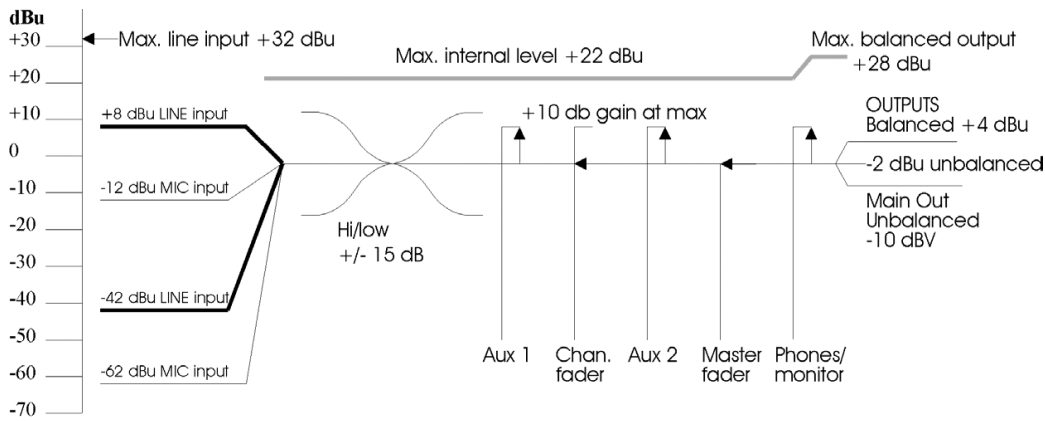 dBu
+30
+20
+10
0
-10
-20
-30
-40
-50
-60
-70
Max. line input +32 dBu
Max. internal level +22 dBu
Max. balanced output
+28 dBu
+8 dBu LINE input
-12 dBu MIC input
-42 dBu LINE input
-62 dBu MIC input
Hi/low
+/- 15 dB
+10 db gain at max
OUTPUTS
Balanced +4 dBu
-2 dBu unbalanced
Main Out
Unbalanced
-10 dBV
Aux 1
Chan.
fader
Aux 2
Master
fader
Phones/
monitor